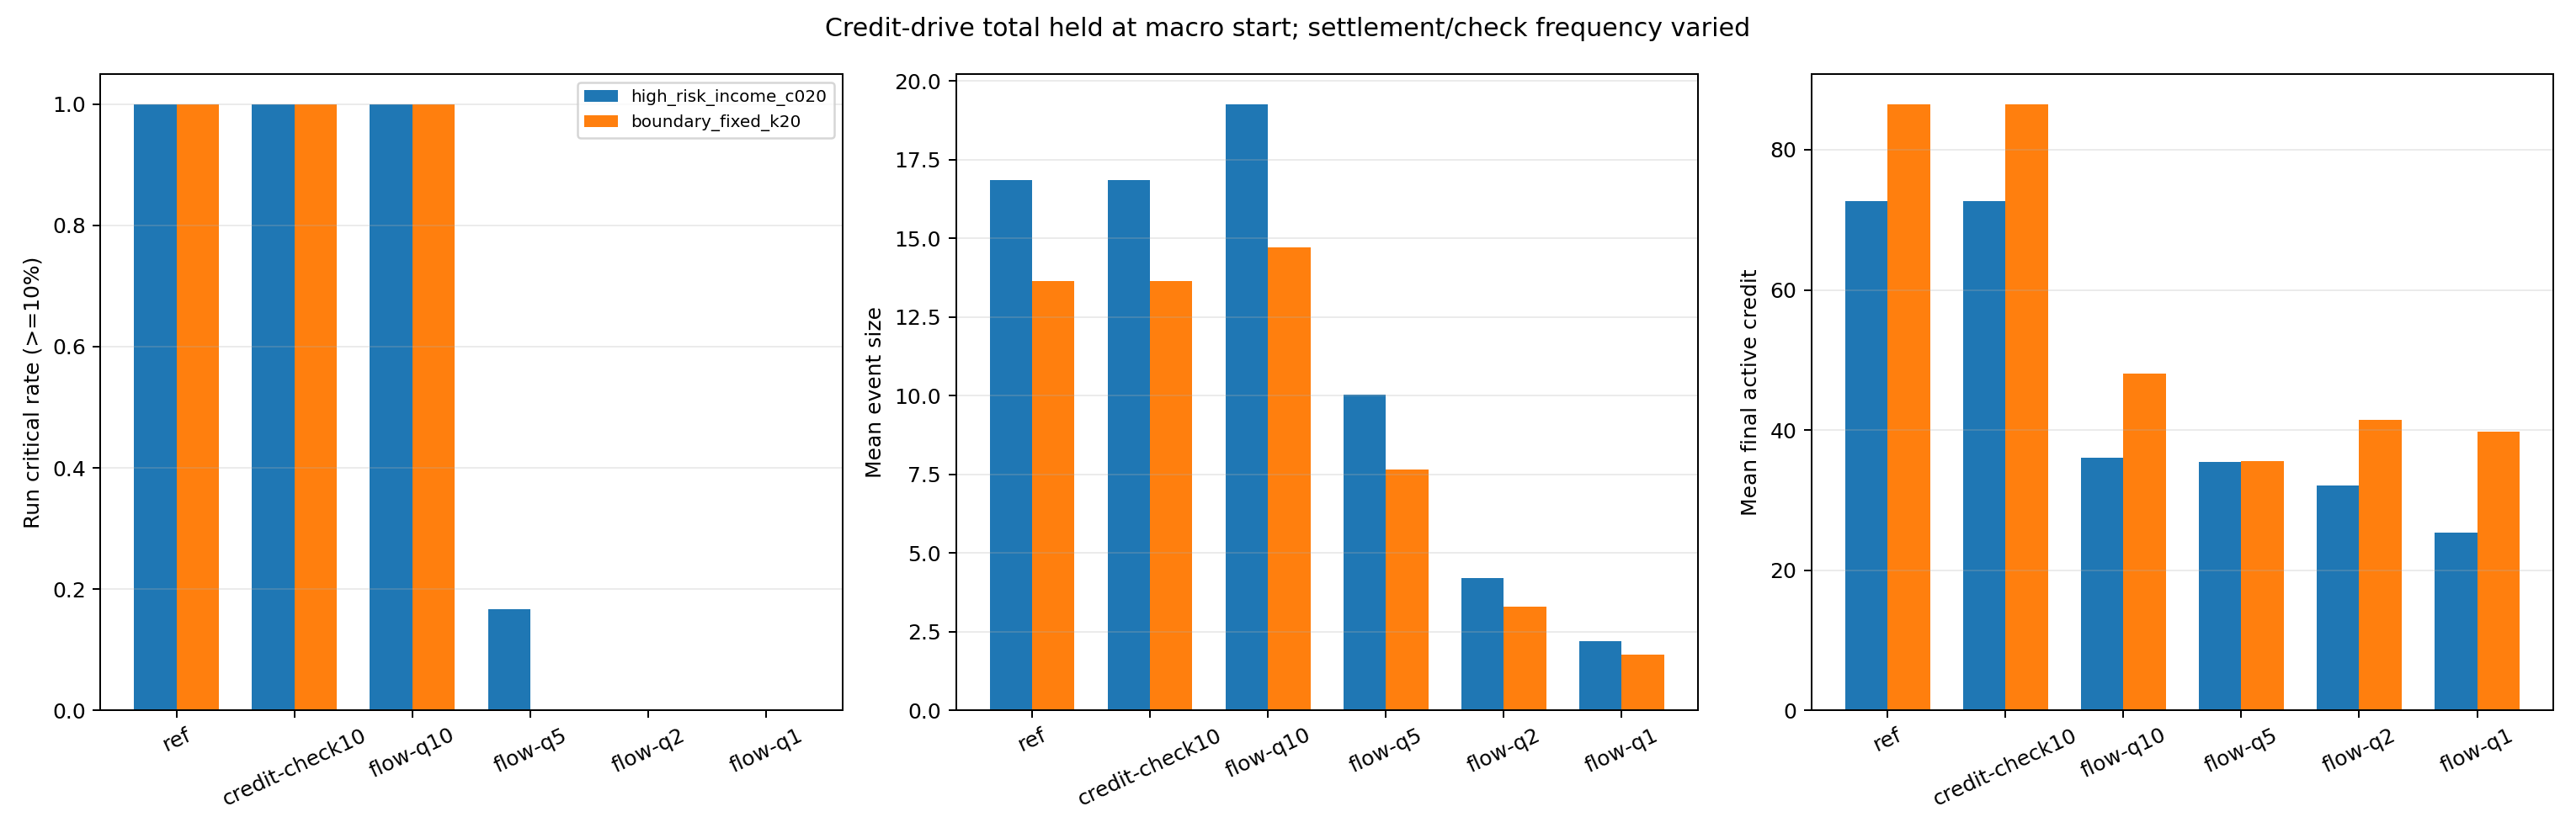 Credit-drive total held at macro start; settlement/check frequency varied
Run critical rate (>=10%)
1.0
0.8
0.6
0.4
0.2
0.0
high_risk_income_c020
boundary_fixed_k20
ref
credit-check10
flow-q10
flow-q5
flow-q2
flow-q1
Mean event size
20.0
17.5
15.0
12.5
10.0
7.5
5.0
2.5
0.0
ref
credit-check10
flow-q10
flow-q5
flow-q2
flow-q1
Mean final active credit
80
60
40
20
0
ref
credit-check10
flow-q10
flow-q5
flow-q2
flow-q1